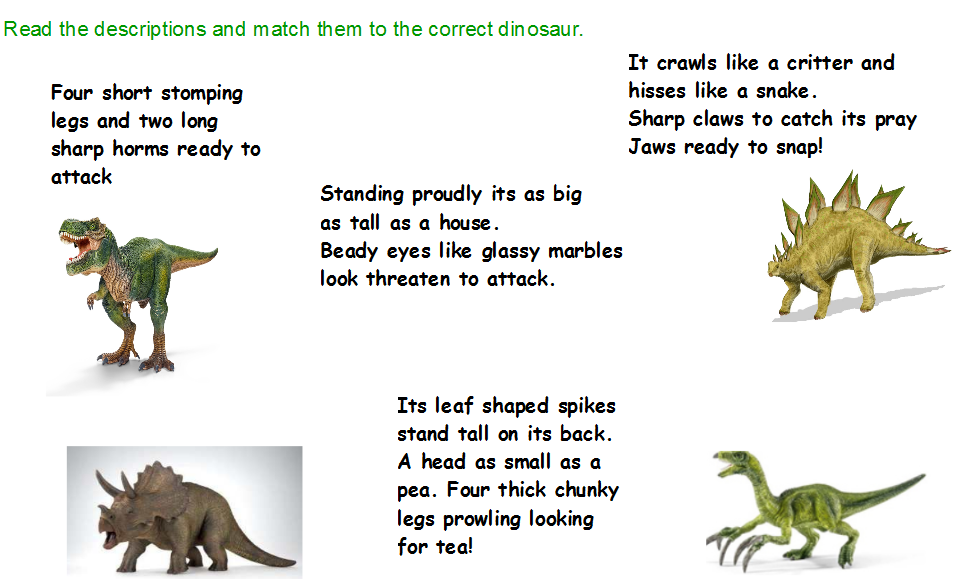 Read the descriptions and match them to the correct dinosaur.
Four short stomping
legs and two long
sharp horms ready to
attack
It crawls like a critter and
hisses like a snake.
Sharp claws to catch its pray
Jaws ready to snap!
Standing proudly its as big
as tall as a house.
Beady eyes like glassy marbles
look threaten to attack.
Its leaf shaped spikes
stand tall on its back.
A head as small as a
pea. Four thick chunky
legs prowling looking
for tea!